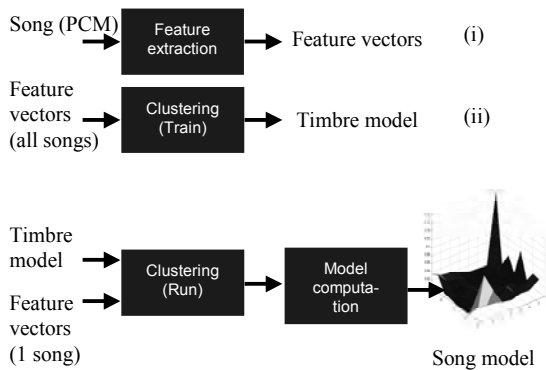 Song (PCM)
Feature
extraction
Feature vectors
(i)
Feature
vectors
(all songs)
Clustering
(Train)
Timbre model
(ii)
Timbre
model
Feature
vectors
(1 song)
Clustering
(Run)
Model
computa-
tion
Song model